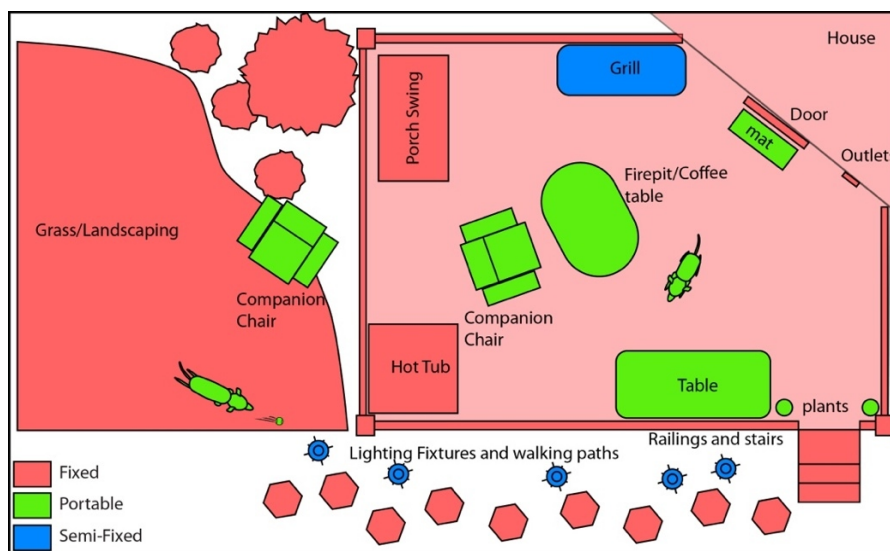 House
Grill
Door
mat
Porch Swing
Outlet
Firepit/Coffee
table
Grass/Landscaping
Companion
Chair
Companion
Chair
Hot Tub
Table
plants
Railings and stairs
Lighting Fixtures and walking paths
Fixed
Portable
Semi-Fixed